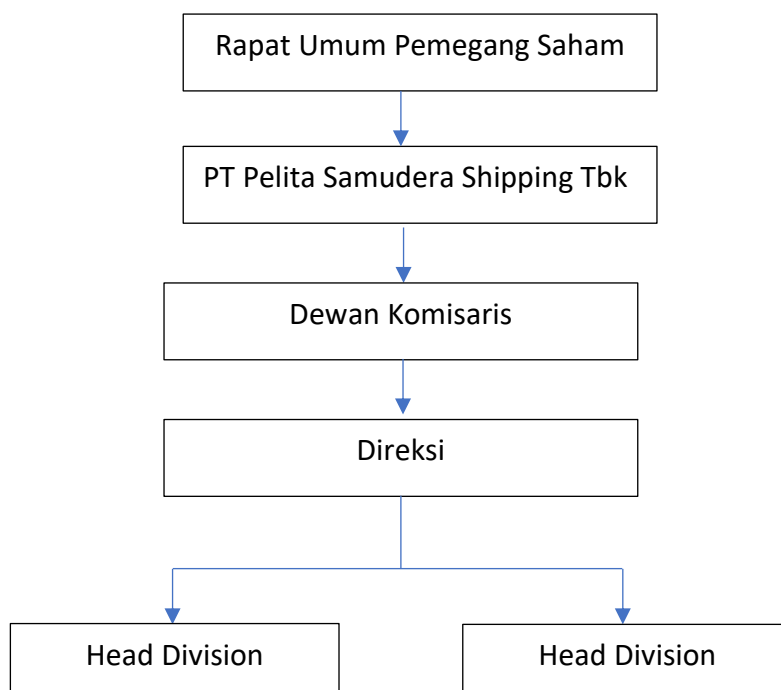 Rapat Umum Pemegang Saham
PT Pelita Samudera Shipping Tbk
Dewan Komisaris
Direksi
Head Division
Head Division